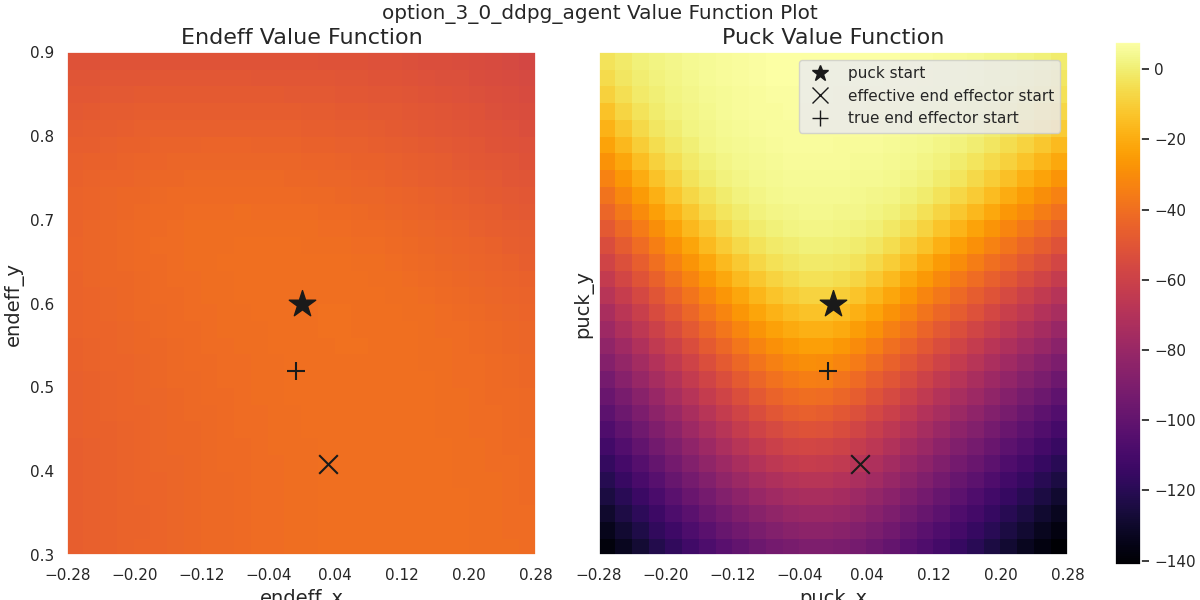 option_3_0_ddpg_agent Value Function Plot
Endeff Value Function
Puck Value Function
0.9
0.8
0.7
0.6
0.5
0.4
0.3
endeff_y
−0.28 −0.20 −0.12 −0.04 0.04 0.12 0.20 0.28
endeff_x
puck start
effective end effector start
true end effector start
puck_y
−0.28 −0.20 −0.12 −0.04 0.04 0.12 0.20 0.28
puck_x
0
−20
−40
−60
−80
−100
−120
−140